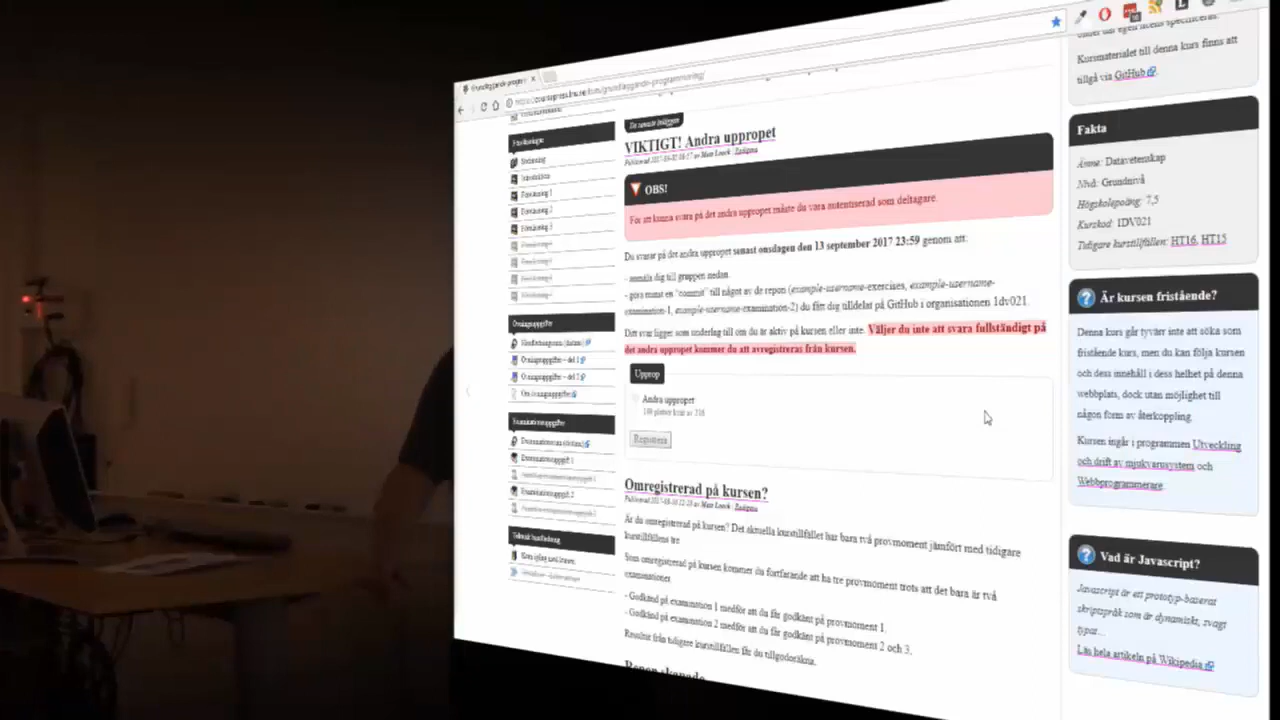 Grundläggande program
Föreläsningar
Inledning
Introduktion
Föreläsning 1
Föreläsning 2
Föreläsning 3
Övningsuppgifter
Övningsuppgifter – del 1
Övningsuppgifter – del 2
Om övningsuppgifter
Examinationsuppgifter
Examinationsuppgift 1
Examinationsuppgift 2
De senaste inläggen
VIKTIGT! Andra uppropet
OBS!
För att kunna svara på det andra uppropet måste du vara autentiserad som deltagare.
Du svarar på det andra uppropet senast onsdagen den 13 september 2017 23:59 genom att:
- anmäla dig till gruppen nedan.
- göra minst en "commit" till något av de repon (example-username-exercises, example-username-
examination-1, example-username-examination-2) du fått dig tilldelat på GitHub i organisationen 1dv021.
Ditt svar ligger som underlag till om du är aktiv på kursen eller inte. Väljer du inte att svara fullständigt på
det andra uppropet kommer du att avregistreras från kursen.
Upprop
Andra uppropet
Registrera
Omregistrerad på kursen?
Är du omregistrerad på kursen? Det aktuella kurstillfället har bara två provmoment jämfört med tidigare
kurstillfällens tre.
Som omregistrerad på kursen kommer du fortfarande att ha tre provmoment trots att det bara är två
examinationer.
- Godkänd på examination 1 medför att du får godkänt på provmoment 1.
- Godkänd på examination 2 medför att du får godkänt på provmoment 2 och 3.
Resultat från tidigare kurstillfällen får du tillgodoräkna.
Kursmaterialet till denna kurs finns att
tillgå via GitHub
Fakta
Ämne: Datavetenskap
Nivå: Grundnivå
Högskolepoäng: 7,5
Kurskod: 1DV021
Tidigare kurstillfällen: HT16, HT15
Är kursen fristående?
Denna kurs går tyvärr inte att söka som
fristående kurs, men du kan följa kursen
och dess innehåll i dess helhet på denna
webbplats, dock utan möjlighet till
någon form av återkoppling.
Kursen ingår i programmen Utveckling
och drift av mjukvarusystem och
Webbprogrammerare.
Vad är Javascript?
Javascript är ett prototyp-baserat
skriptspråk som är dynamiskt, svagt
typat...
Läs hela artikeln på Wikipedia